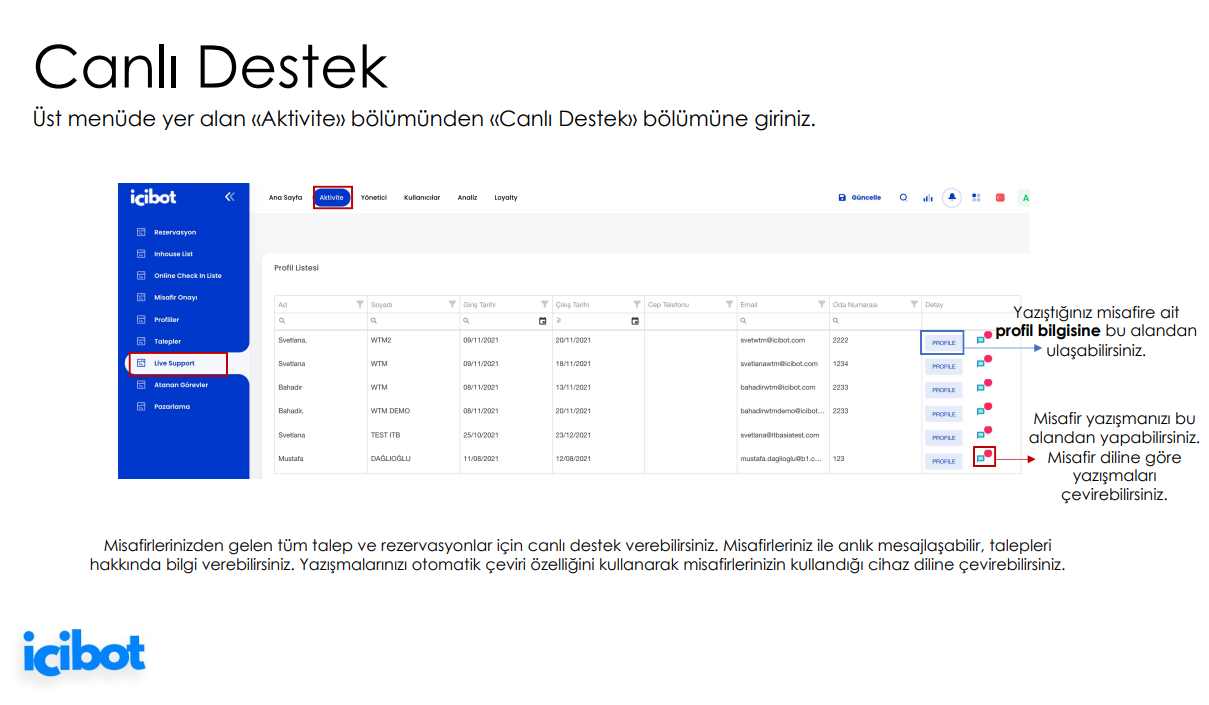 Canlı Destek
Üst menüde yer alan «Aktivite» bölümünden «Canlı Destek» bölümüne giriniz.
icibot
Ana Sayfa Aktivite Yönetici Kullanıcılar Analiz Loyalty
Güncelle
A
Rezervasyon
Inhouse List
Online Check In Liste
Misafir Onayı
Profiller
Talepler
Live Support
Atanan Görevler
Pazarlama
Profil Listesi
Ad Soyadı Giriş Tarihi Çıkış Tarihi Cep Telefonu Email Oda Numarası Detay
Svetlana, WTM2 09/11/2021 20/11/2021 svetwtm@icibot.com 2222 PROFILE
Svetlana WTM 09/11/2021 18/11/2021 svetlanawtm@icibot.com 1234 PROFILE
Bahadır WTM 08/11/2021 13/11/2021 bahadirwtm@icibot.com 2233 PROFILE
Bahadir, WTM DEMO 08/11/2021 20/11/2021 bahadirwtmdemo@icibot... 2233 PROFILE
Svetlana TEST ITB 25/10/2021 23/12/2021 svetlana@itbasiatest.com PROFILE
Mustafa DAĞLIOĞLU 11/08/2021 12/08/2021 mustafa.daglioglu@b1.c... 123 PROFILE
Yazıştığınız misafire ait
profil bilgisine bu alandan
ulaşabilirsiniz.
Misafir yazışmanızı bu
alandan yapabilirsiniz.
Misafir diline göre
yazışmaları
çevirebilirsiniz.
Misafirlerinizden gelen tüm talep ve rezervasyonlar için canlı destek verebilirsiniz. Misafirleriniz ile anlık mesajlaşabilir, talepleri
hakkında bilgi verebilirsiniz. Yazışmalarınızı otomatik çeviri özelliğini kullanarak misafirlerinizin kullandığı cihaz diline çevirebilirsiniz.
icibot